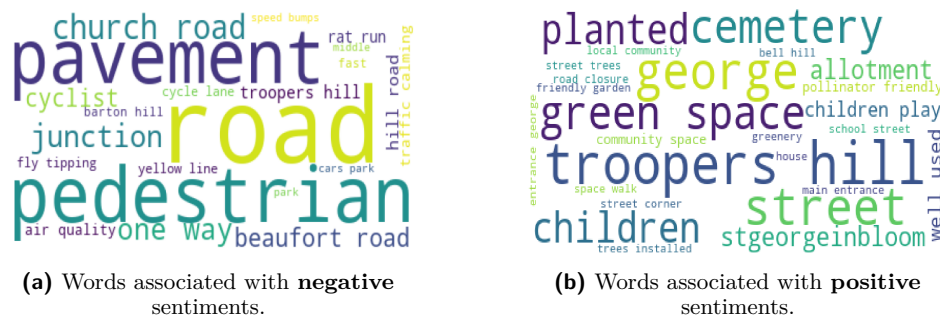 church road
speed bumps
pavement
rat run
middle
fast
traffic calming
hill road
cyclist
cycle lane
troopers hill
barton hill
road
junction
fly tipping
yellow line
cars park
pedestrian
park
air quality
one way
beaufort road
(a) Words associated with negative
sentiments.
planted
cemetery
local community
bell hill
street trees
george
allotment
road closure
friendly garden
pollinator friendly
green space
children play
entrance george
school street
community space
greenery
well used
troopers hill
house
space walk
main entrance
street corner
street
children
stgeorgeinbloom
trees installed
(b) Words associated with positive
sentiments.